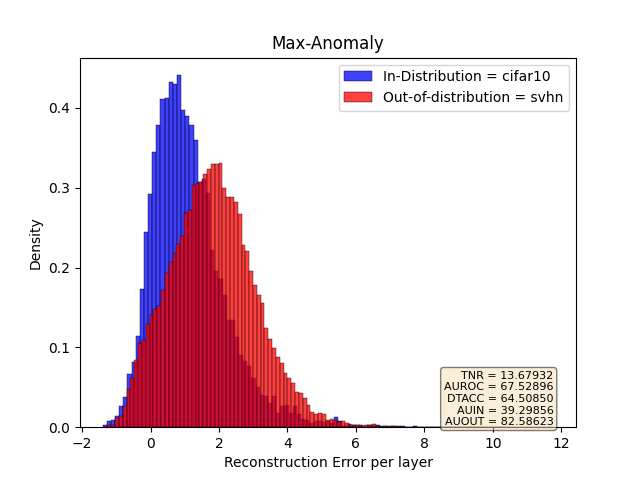 Max-Anomaly
In-Distribution = cifar10
Out-of-distribution = svhn
Density
0.4
0.3
0.2
0.1
0.0
TNR = 13.67932
AUROC = 67.52896
DTACC = 64.50850
AUIN = 39.29856
AUOUT = 82.58623
−2 0 2 4 6 8 10 12
Reconstruction Error per layer